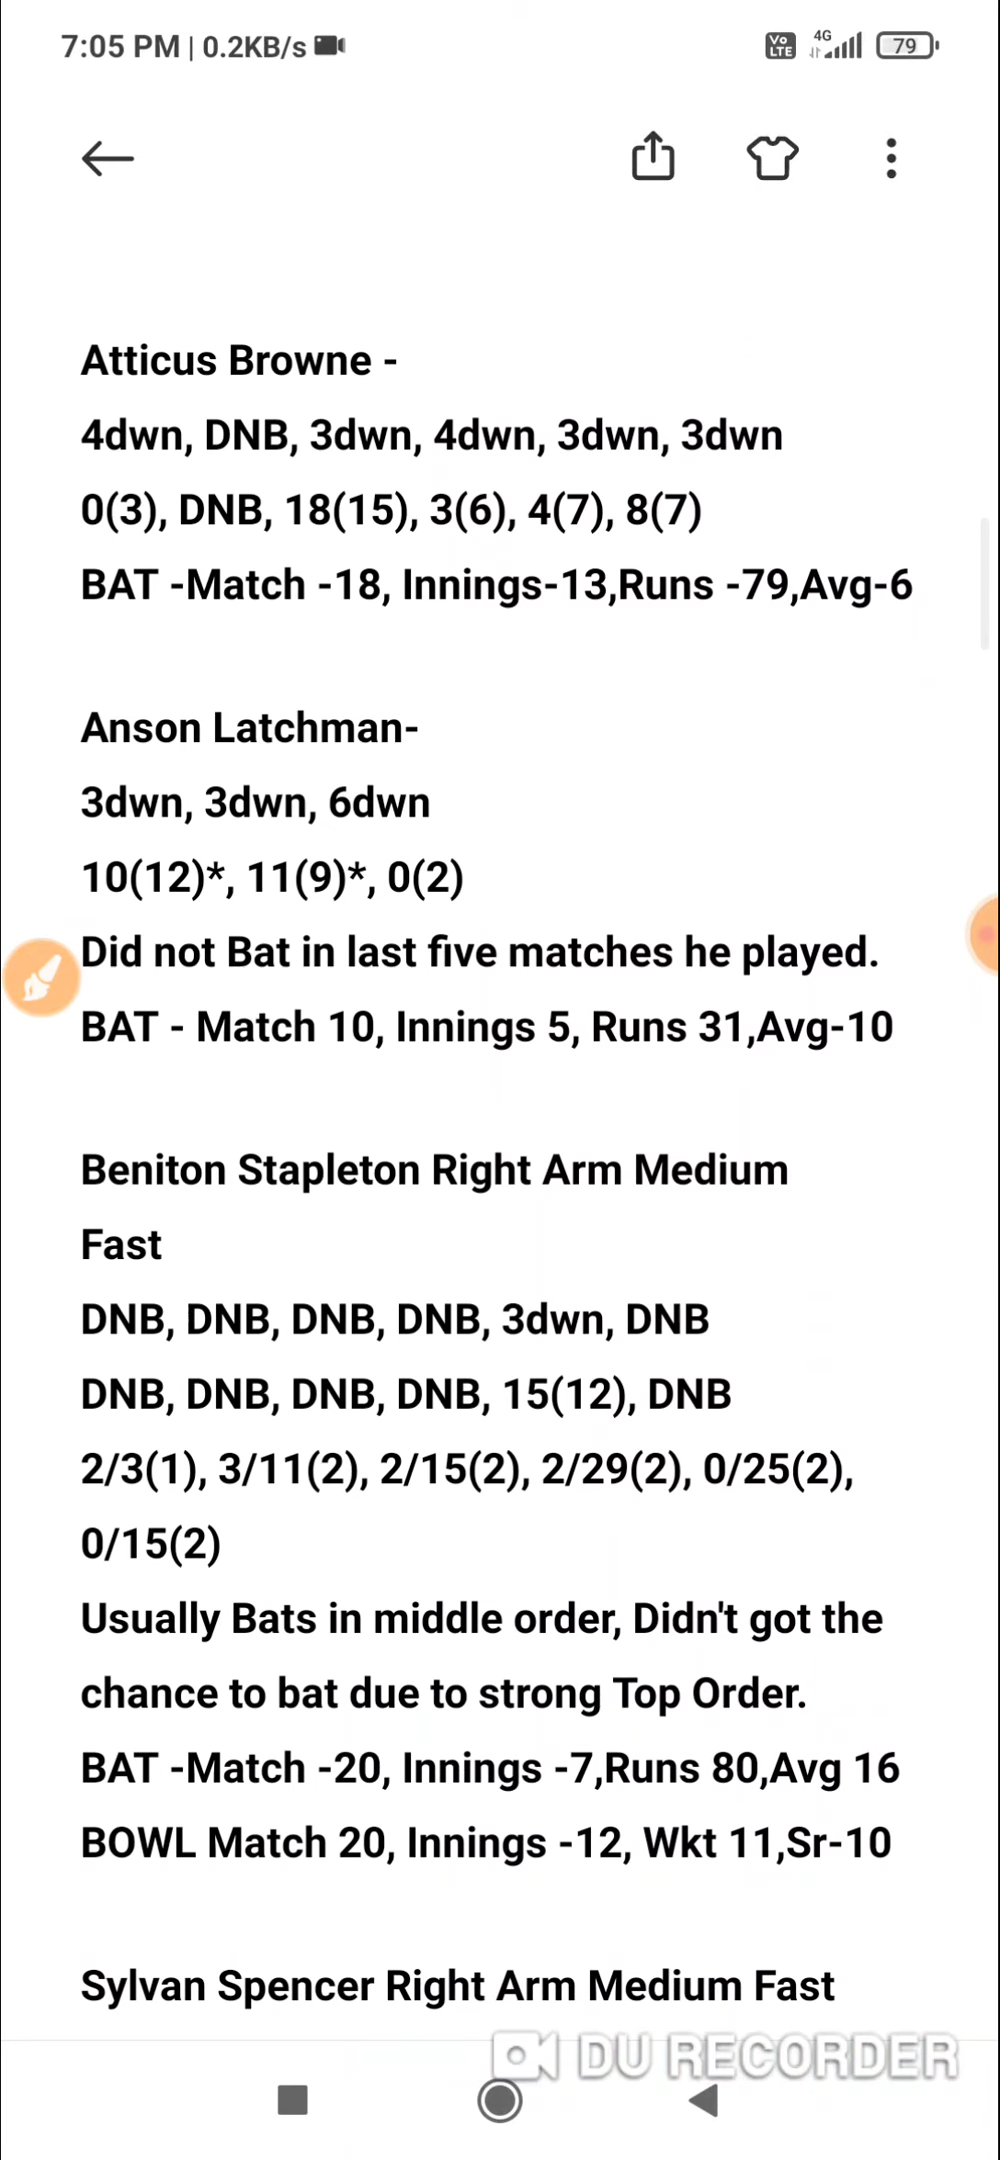 7:05 PM | 0.2KB/s
Vo LTE 4G 79
Atticus Browne -
4dwn, DNB, 3dwn, 4dwn, 3dwn, 3dwn
0(3), DNB, 18(15), 3(6), 4(7), 8(7)
BAT -Match -18, Innings-13,Runs -79,Avg-6
Anson Latchman-
3dwn, 3dwn, 6dwn
10(12)*, 11(9)*, 0(2)
Did not Bat in last five matches he played.
BAT - Match 10, Innings 5, Runs 31,Avg-10
Beniton Stapleton Right Arm Medium
Fast
DNB, DNB, DNB, DNB, 3dwn, DNB
DNB, DNB, DNB, DNB, 15(12), DNB
2/3(1), 3/11(2), 2/15(2), 2/29(2), 0/25(2),
0/15(2)
Usually Bats in middle order, Didn't got the
chance to bat due to strong Top Order.
BAT -Match -20, Innings -7,Runs 80,Avg 16
BOWL Match 20, Innings -12, Wkt 11,Sr-10
Sylvan Spencer Right Arm Medium Fast
DU RECORDER